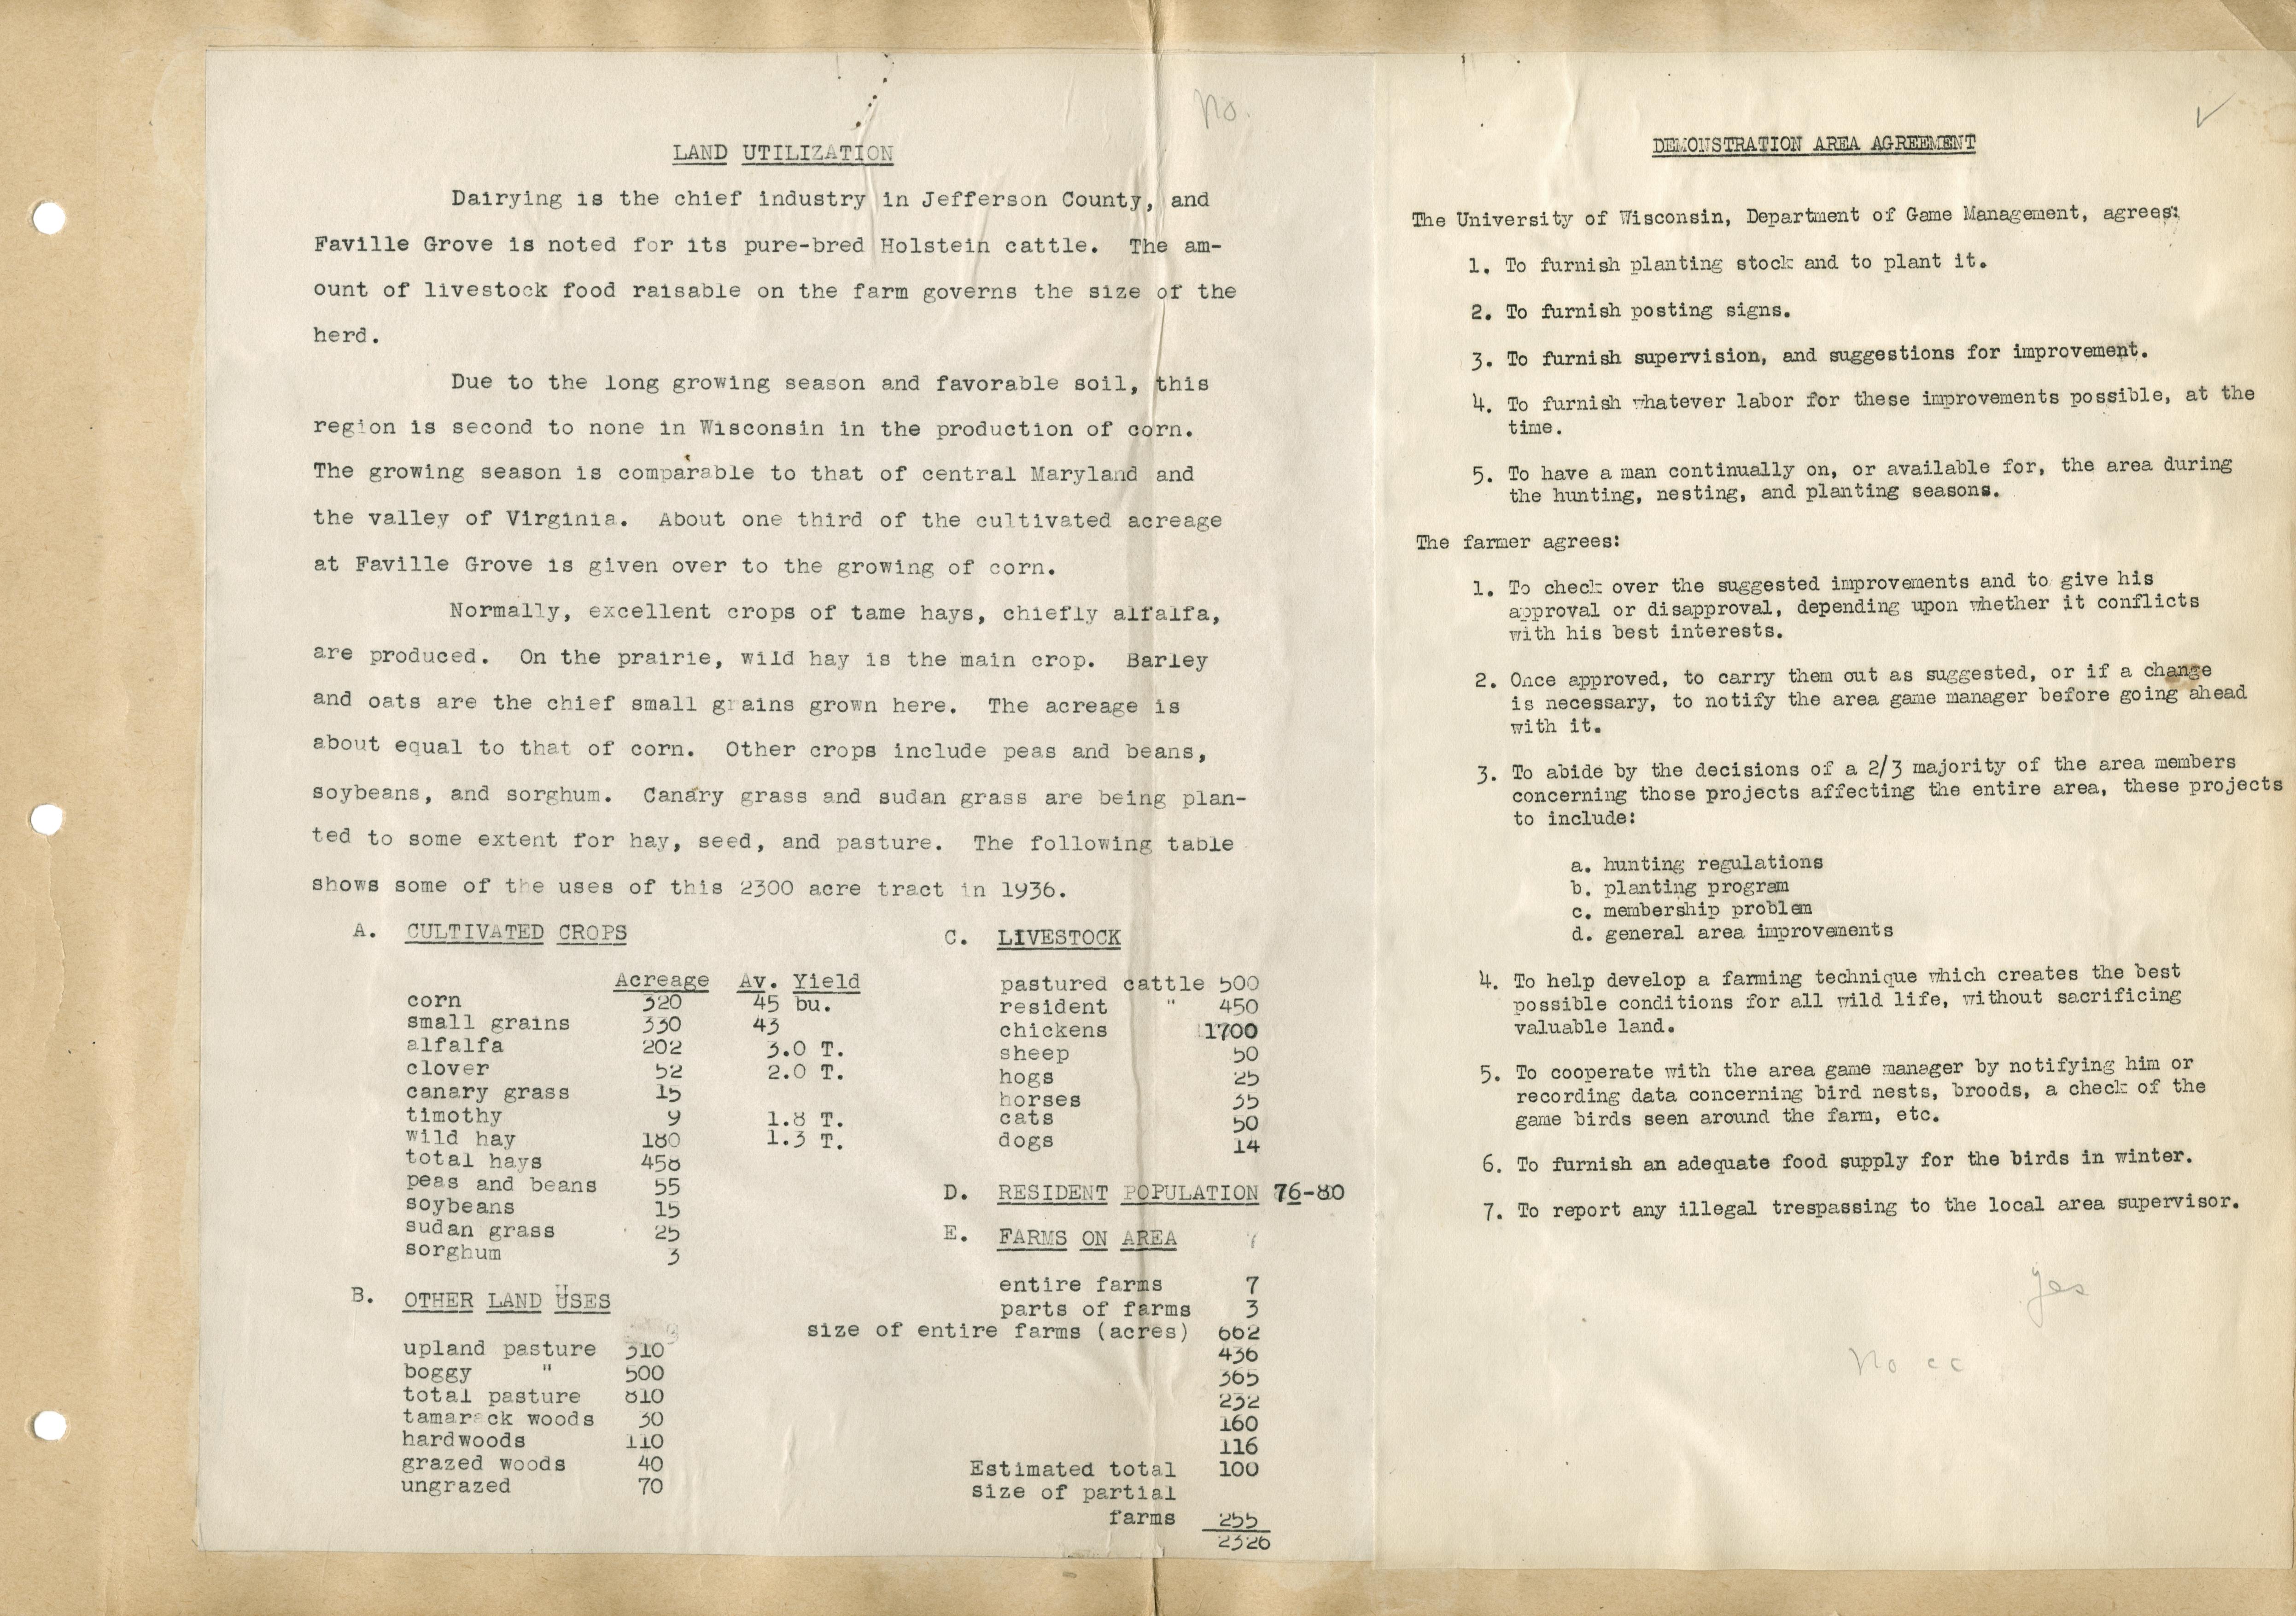 No.
LAND UTILIZATION
Dairying is the chief industry in Jefferson County, and
Faville Grove is noted for its pure-bred Holstein cattle. The am-
ount of livestock food raisable on the farm governs the size of the
herd.
Due to the long growing season and favorable soil, this
region is second to none in Wisconsin in the production of corn.
The growing season is comparable to that of central Maryland and
the valley of Virginia. About one third of the cultivated acreage
at Faville Grove is given over to the growing of corn.
Normally, excellent crops of tame hays, chiefly alfalfa,
are produced. On the prairie, wild hay is the main crop. Barley
and oats are the chief small grains grown here. The acreage is
about equal to that of corn. Other crops include peas and beans,
soybeans, and sorghum. Canary grass and sudan grass are being plan-
ted to some extent for hay, seed, and pasture. The following table
shows some of the uses of this 2300 acre tract in 1936.
A. CULTIVATED CROPS
Acreage Av. Yield
corn 320 45 bu.
small grains 330 43
alfalfa 202 3.0 T.
clover 52 2.0 T.
canary grass 15
timothy 9 1.8 T.
wild hay 180 1.3 T.
total hays 458
peas and beans 55
soybeans 15
sudan grass 25
sorghum 3
B. OTHER LAND USES
upland pasture 310
boggy " 500
total pasture 810
tamarack woods 30
hardwoods 110
grazed woods 40
ungrazed 70
C. LIVESTOCK
pastured cattle 500
resident " 450
chickens 1700
sheep 50
hogs 25
horses 35
cats 50
dogs 14
D. RESIDENT POPULATION 76-80
E. FARMS ON AREA
entire farms 7
parts of farms 3
size of entire farms (acres) 662
436
365
232
160
116
Estimated total 100
size of partial
farms 255
2326
DEMONSTRATION AREA AGREEMENT
The University of Wisconsin, Department of Game Management, agrees:
1. To furnish planting stock and to plant it.
2. To furnish posting signs.
3. To furnish supervision, and suggestions for improvement.
4. To furnish whatever labor for these improvements possible, at the
time.
5. To have a man continually on, or available for, the area during
the hunting, nesting, and planting seasons.
The farmer agrees:
1. To check over the suggested improvements and to give his
approval or disapproval, depending upon whether it conflicts
with his best interests.
2. Once approved, to carry them out as suggested, or if a change
is necessary, to notify the area game manager before going ahead
with it.
3. To abide by the decisions of a 2/3 majority of the area members
concerning those projects affecting the entire area, these projects
to include:
a. hunting regulations
b. planting program
c. membership problem
d. general area improvements
4. To help develop a farming technique which creates the best
possible conditions for all wild life, without sacrificing
valuable land.
5. To cooperate with the area game manager by notifying him or
recording data concerning bird nests, broods, a check of the
game birds seen around the farm, etc.
6. To furnish an adequate food supply for the birds in winter.
7. To report any illegal trespassing to the local area supervisor.
yes
No cc